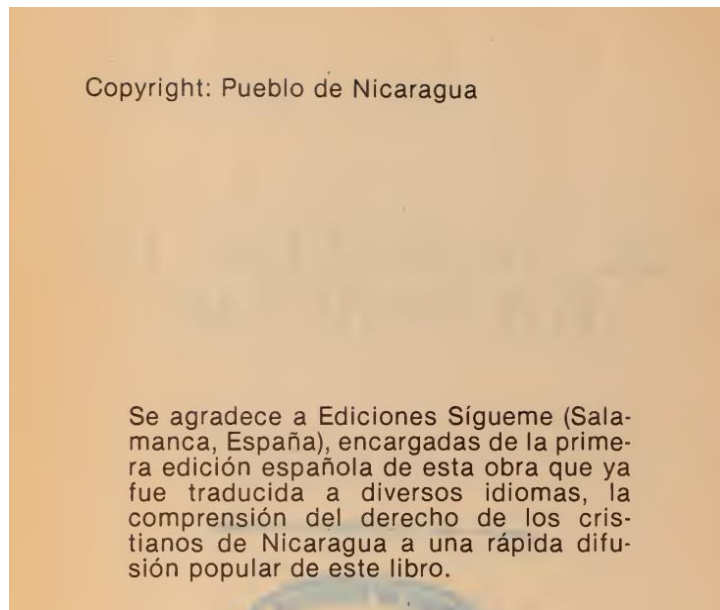 Copyright: Pueblo de Nicaragua
Se agradece a Ediciones Sígueme (Sala-
manca, España), encargadas de la prime-
ra edición española de esta obra que ya
fue traducida a diversos idiomas, la
comprensión del derecho de los cris-
tianos de Nicaragua a una rápida difu-
sión popular de este libro.